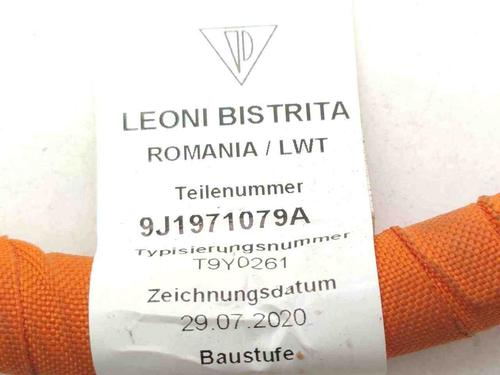 LEONI BISTRITA
ROMANIA / LWT
Teilenummer
9J1971079A
Typisierungsnummer
T9Y0261
Zeichnungsdatum
29.07.2020
Baustufe